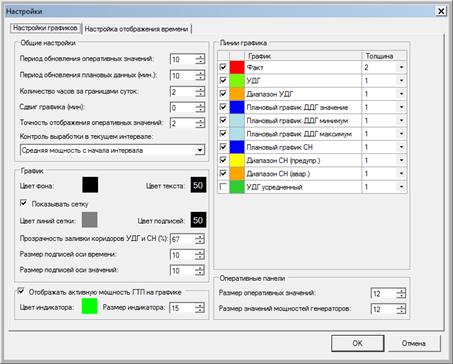 Настройки
Настройки графиков
Настройка отображения времени
Общие настройки
Период обновления оперативных значений: 10
Период обновления плановых данных (мин.): 10
Количество часов за границами суток: 2
Сдвиг графика (мин): 0
Точность отображения оперативных значений: 2
Контроль выработки в текущем интервале:
Средняя мощность с начала интервала
График
Цвет фона:
Цвет текста: 50
Показывать сетку
Цвет линий сетки:
Цвет подписей: 50
Прозрачность заливки коридоров УДГ и СН (%): 67
Размер подписей оси времени: 10
Размер подписей оси значений: 10
Отображать активную мощность ГТП на графике
Цвет индикатора:
Размер индикатора: 15
Линии графика
График Толщина
Факт 2
УДГ 1
Диапазон УДГ 1
Плановый график ДДГ значение 1
Плановый график ДДГ минимум 1
Плановый график ДДГ максимум 1
Плановый график СН 1
Диапазон СН (предупр.) 1
Диапазон СН (авар.) 1
УДГ усредненный 1
Оперативные панели
Размер оперативных значений: 12
Размер значений мощностей генераторов: 12
ОК
Отмена